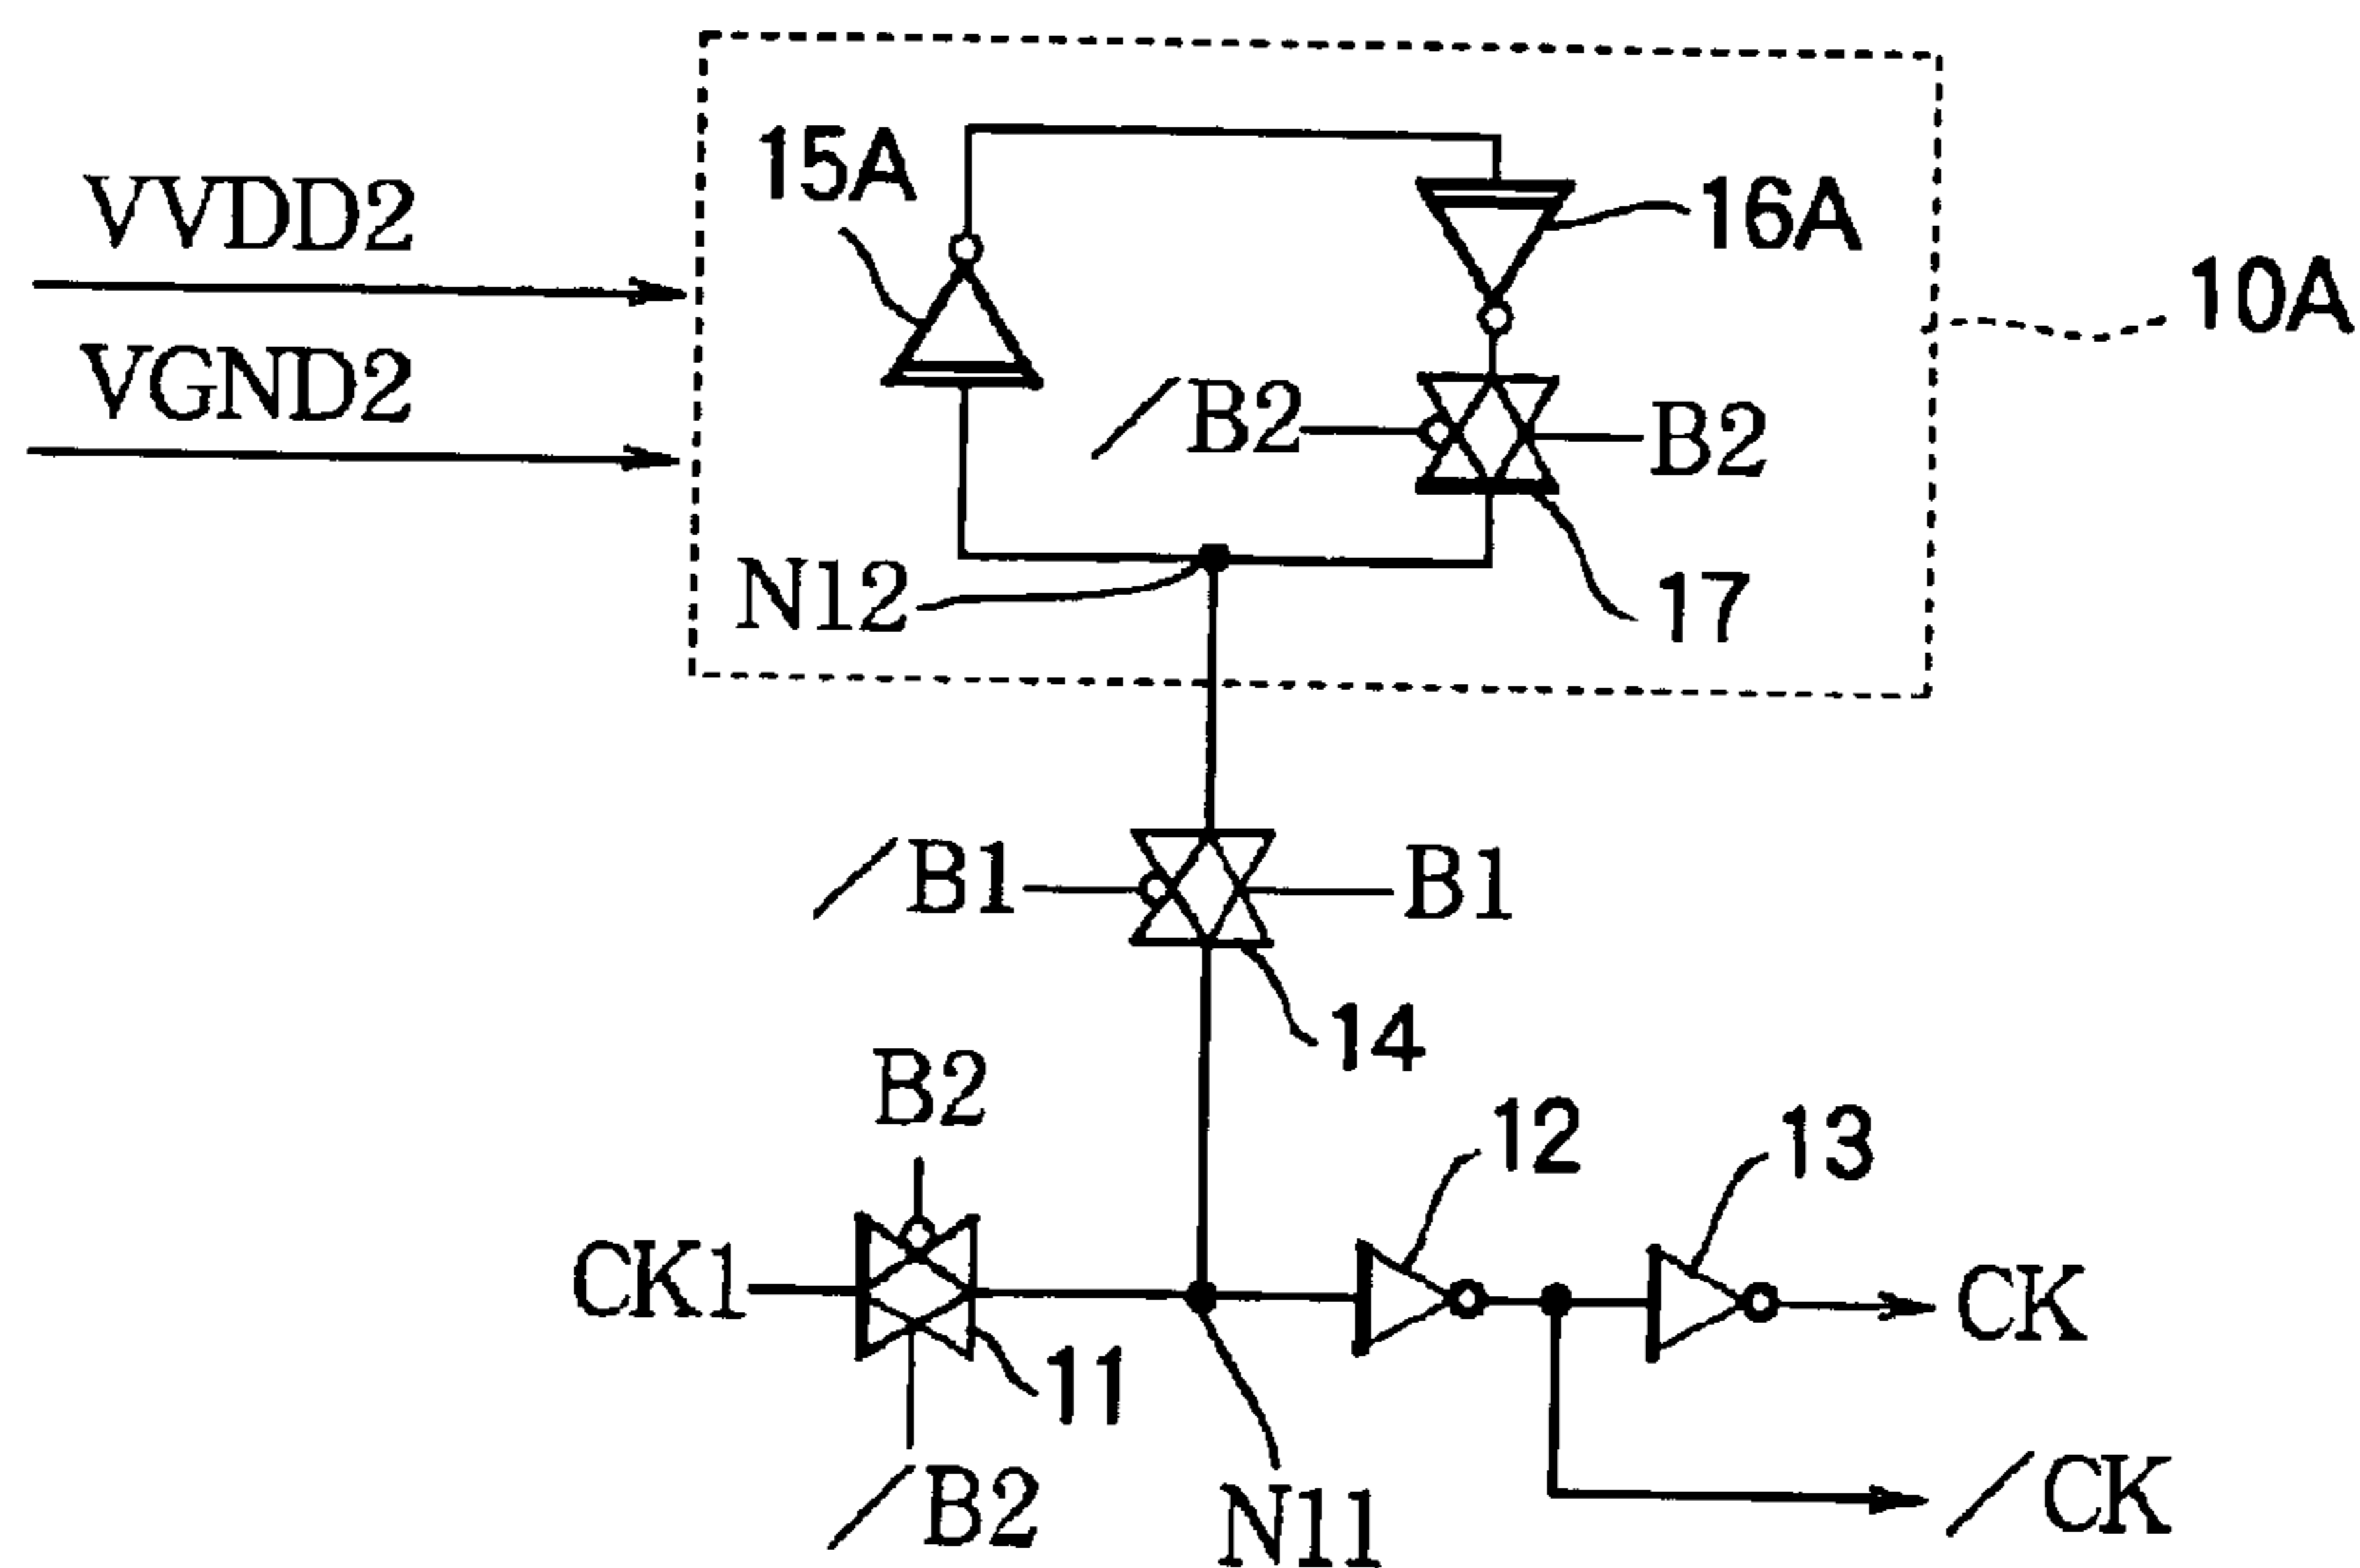 15A
VVDD2
16A
10A
VGND2
/B2
B2
N12
17
/B1
B1
14
B2
12
13
CK1
CK
11
/B2
N11
/CK